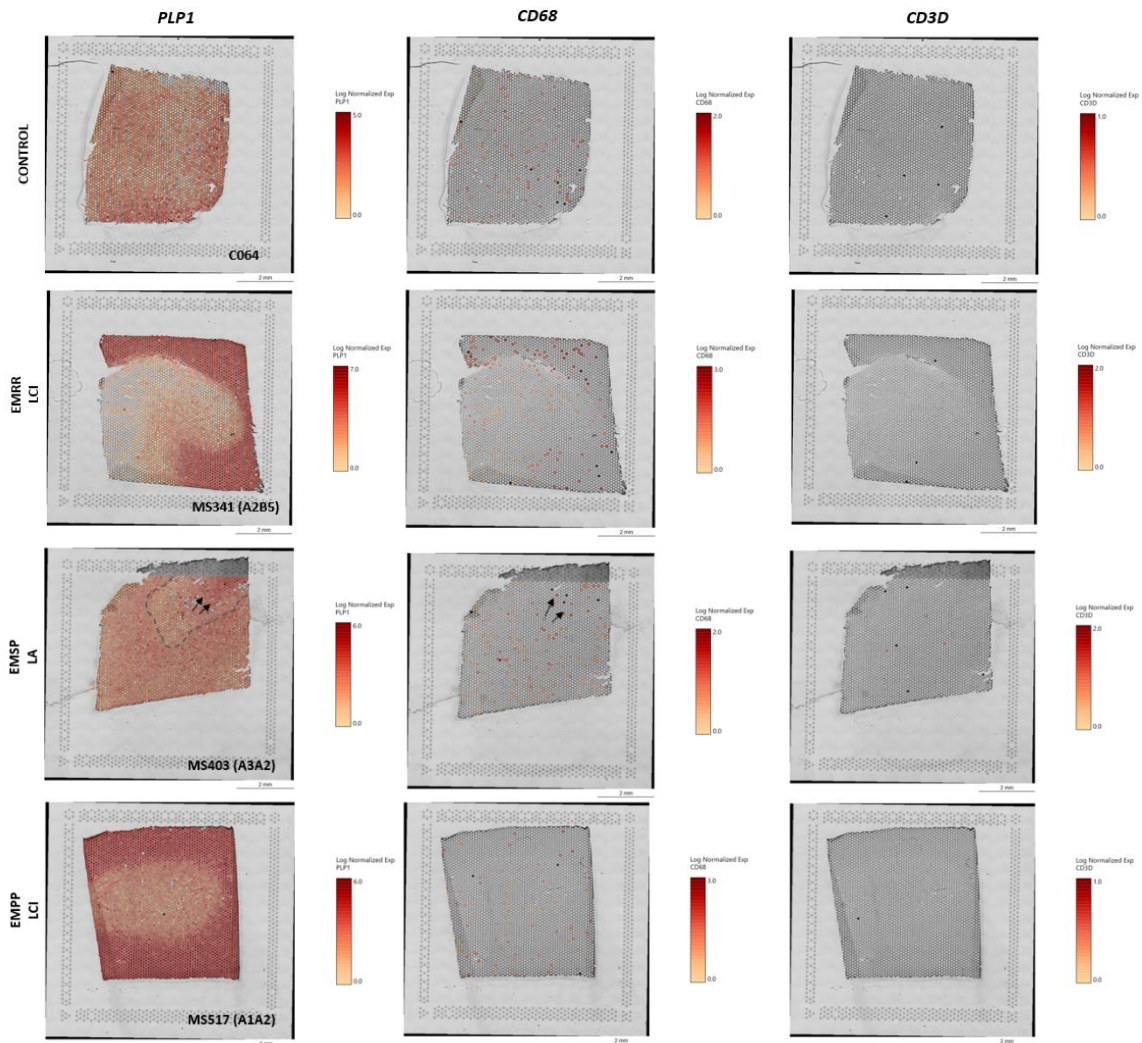 PLP1
CD68
CD3D
CONTROL
Log Normalized Exp
PLP1
5.0
0.0
C064
2 mm
Log Normalized Exp
CD68
2.0
0.0
2 mm
Log Normalized Exp
CD3D
1.0
0.0
2 mm
EMRR
LCI
Log Normalized Exp
PLP1
7.0
0.0
MS341 (A2B5)
2 mm
Log Normalized Exp
CD68
3.0
0.0
2 mm
Log Normalized Exp
CD3D
2.0
0.0
2 mm
EMSP
LA
Log Normalized Exp
PLP1
6.0
0.0
MS403 (A3A2)
2 mm
Log Normalized Exp
CD68
2.0
0.0
2 mm
Log Normalized Exp
CD3D
2.0
0.0
2 mm
EMPP
LCI
Log Normalized Exp
PLP1
6.0
0.0
MS517 (A1A2)
Log Normalized Exp
CD68
3.0
0.0
Log Normalized Exp
CD3D
1.0
0.0